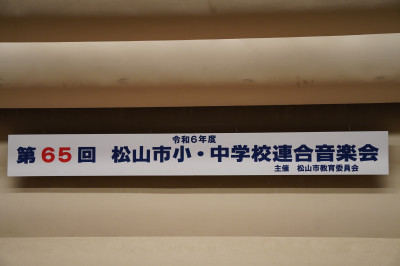 令和6年度
第65回 松山市小・中学校連合音楽会
主催 松山市教育委員会